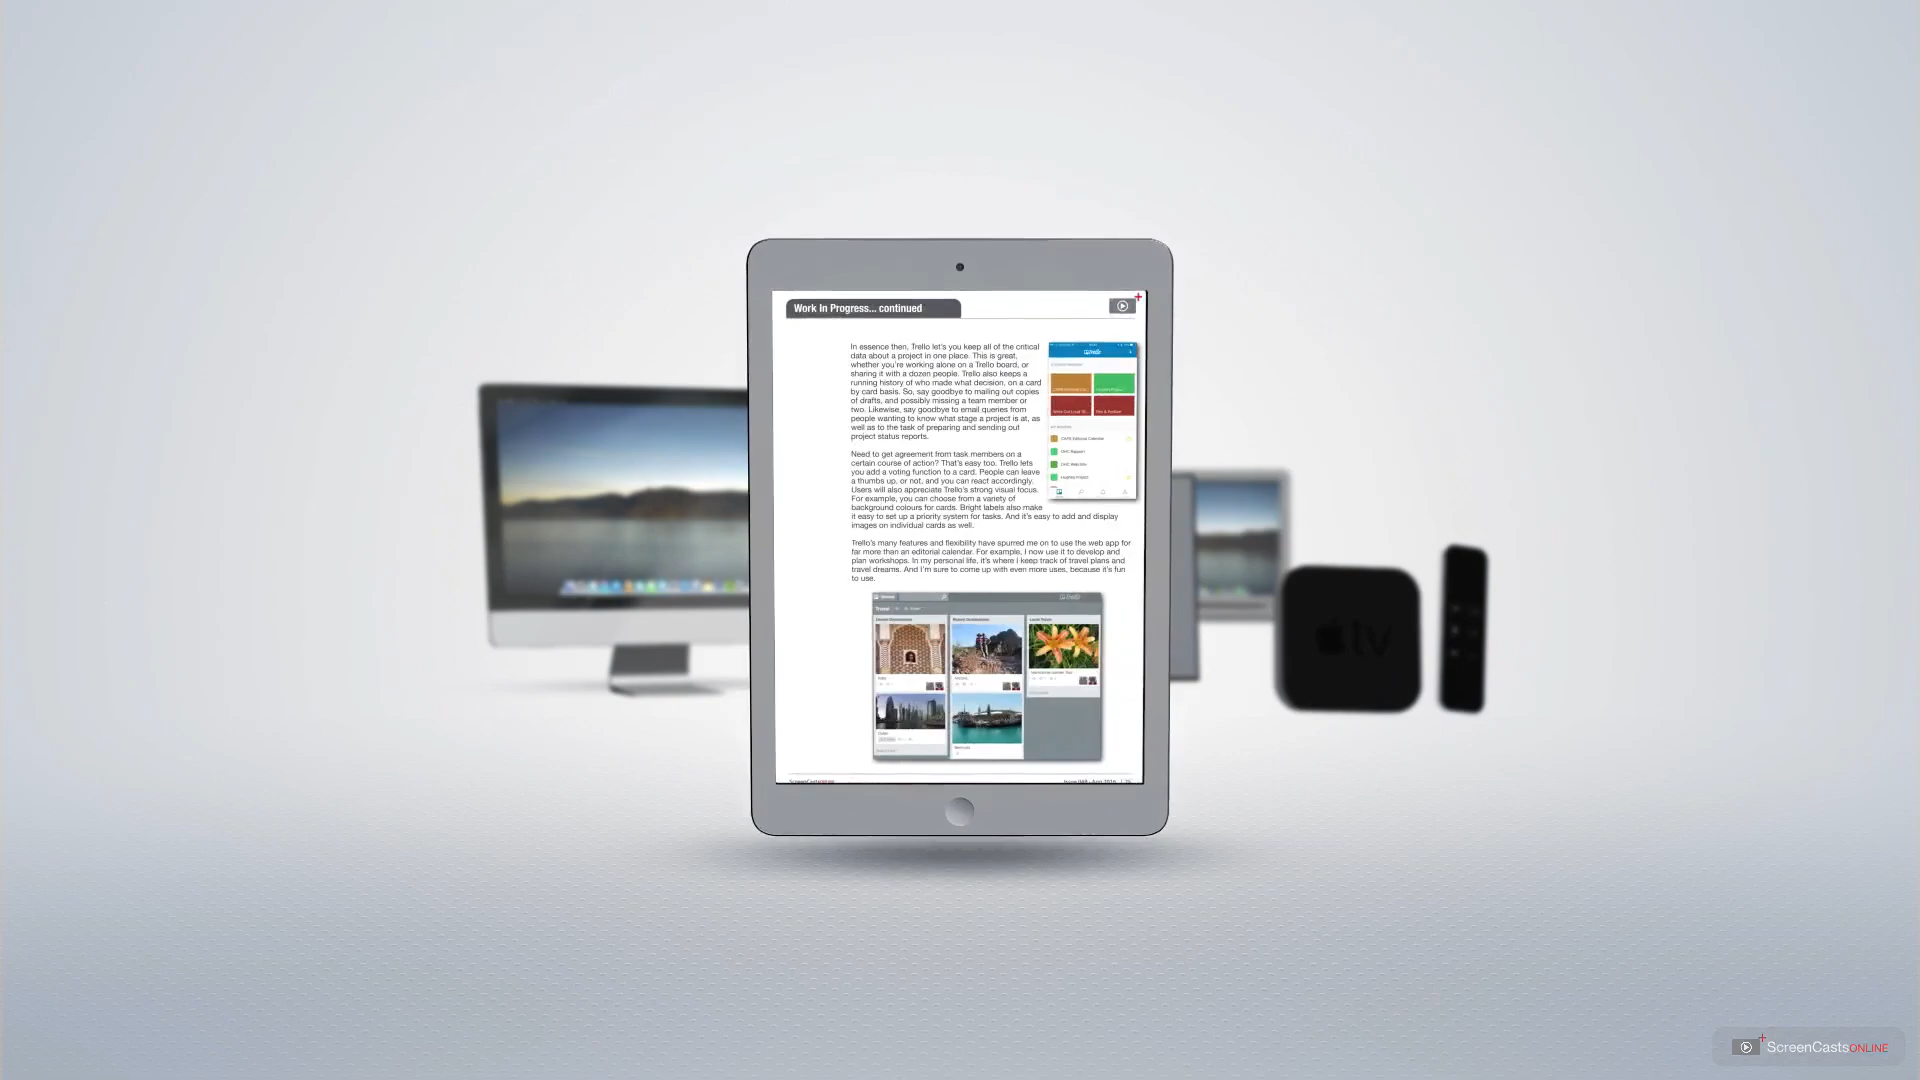 Work In Progress... continued
In essence then, Trello let's you keep all of the critical
data about a project in one place. This is great,
whether you're working alone on a Trello board, or
sharing it with a dozen people. Trello also keeps a
running history of who made what decision, on a card
by card basis. So, say goodbye to mailing out copies
of drafts, and possibly missing a team member or
two. Likewise, say goodbye to email queries from
people wanting to know what stage a project is at, as
well as to the task of preparing and sending out
project status reports.
Need to get agreement from task members on a
certain course of action? That's easy too. Trello lets
you add a voting function to a card. People can leave
a thumbs up, or not, and you can react accordingly.
Users will also appreciate Trello's strong visual focus.
For example, you can choose from a variety of
background colours for cards. Bright labels also make
it easy to set up a priority system for tasks. And it's easy to add and display
images on individual cards as well.
Trello's many features and flexibility have spurred me on to use the web app for
far more than an editorial calendar. For example, I now use it to develop and
plan workshops. In my personal life, it's where I keep track of travel plans and
travel dreams. And I'm sure to come up with even more uses, because it's fun
to use.
Trello
Trello
Travel
tv
ScreenCastsONLINE